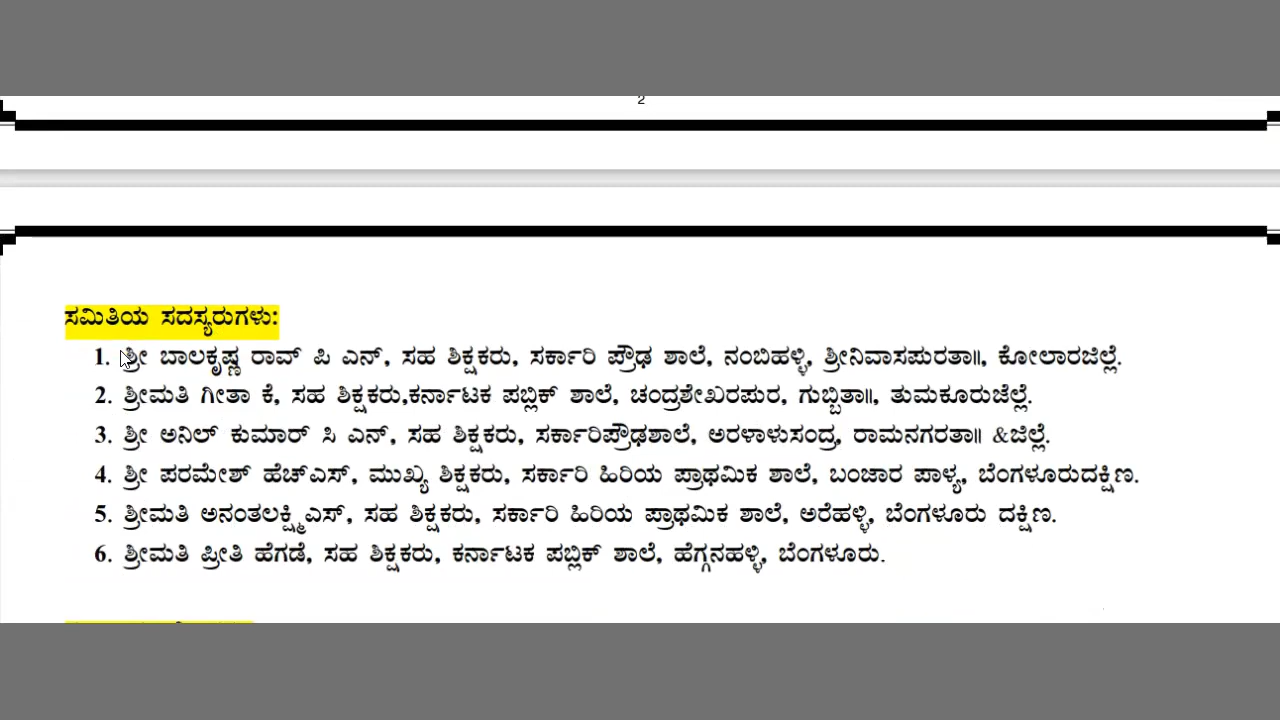 2
ಸಮಿತಿಯ ಸದಸ್ಯರುಗಳು:
1. ಶ್ರೀ ಬಾಲಕೃಷ್ಣ ರಾವ್ ಪಿ ಎನ್, ಸಹ ಶಿಕ್ಷಕರು, ಸರ್ಕಾರಿ ಪ್ರೌಢ ಶಾಲೆ, ನಂಬಿಹಳ್ಳಿ, ಶ್ರೀನಿವಾಸಪುರತಾ॥, ಕೋಲಾರಜಿಲ್ಲೆ.
2. ಶ್ರೀಮತಿ ಗೀತಾ ಕೆ, ಸಹ ಶಿಕ್ಷಕರು,ಕರ್ನಾಟಕ ಪಬ್ಲಿಕ್ ಶಾಲೆ, ಚಂದ್ರಶೇಖರಪುರ, ಗುಬ್ಬಿತಾ॥, ತುಮಕೂರುಜಿಲ್ಲೆ.
3. ಶ್ರೀ ಅನಿಲ್ ಕುಮಾರ್ ಸಿ ಎನ್, ಸಹ ಶಿಕ್ಷಕರು, ಸರ್ಕಾರಿಪ್ರೌಢಶಾಲೆ, ಅರಳಾಳುಸಂದ್ರ, ರಾಮನಗರತಾ॥ &ಜಿಲ್ಲೆ.
4. ಶ್ರೀ ಪರಮೇಶ್ ಹೆಚ್ಎಸ್, ಮುಖ್ಯ ಶಿಕ್ಷಕರು, ಸರ್ಕಾರಿ ಹಿರಿಯ ಪ್ರಾಥಮಿಕ ಶಾಲೆ, ಬಂಜಾರ ಪಾಳ್ಯ, ಬೆಂಗಳೂರುದಕ್ಷಿಣ.
5. ಶ್ರೀಮತಿ ಅನಂತಲಕ್ಷ್ಮಿಎಸ್, ಸಹ ಶಿಕ್ಷಕರು, ಸರ್ಕಾರಿ ಹಿರಿಯ ಪ್ರಾಥಮಿಕ ಶಾಲೆ, ಅರೆಹಳ್ಳಿ, ಬೆಂಗಳೂರು ದಕ್ಷಿಣ.
6. ಶ್ರೀಮತಿ ಪ್ರೀತಿ ಹೆಗಡೆ, ಸಹ ಶಿಕ್ಷಕರು, ಕರ್ನಾಟಕ ಪಬ್ಲಿಕ್ ಶಾಲೆ, ಹೆಗ್ಗನಹಳ್ಳಿ, ಬೆಂಗಳೂರು.